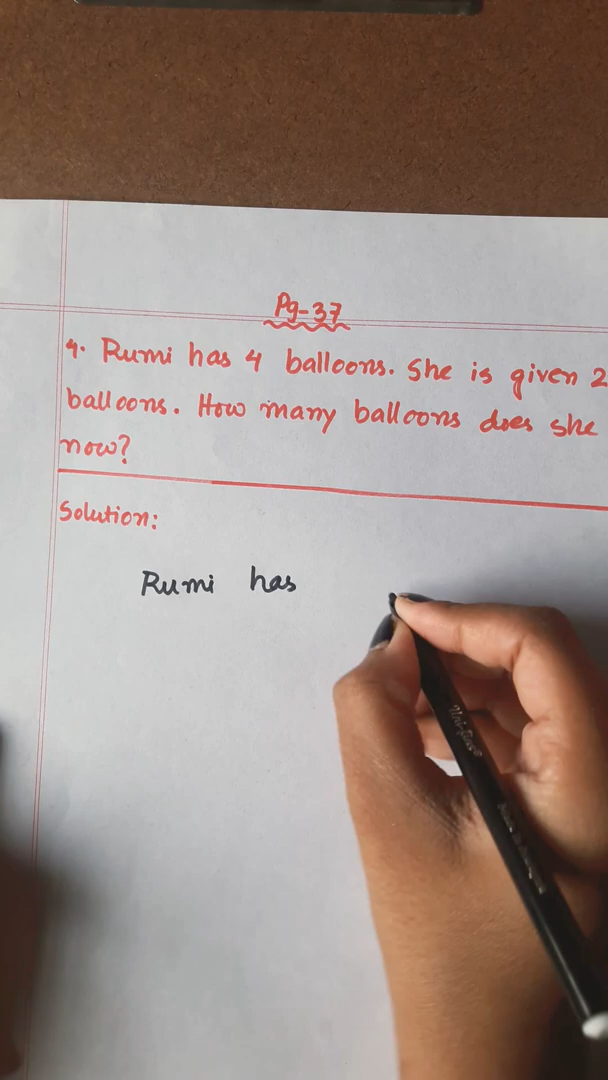 Pg-37
4. Rumi has 4 balloons. She is given 2
balloons. How many balloons does she
now?
Solution:
Rumi has